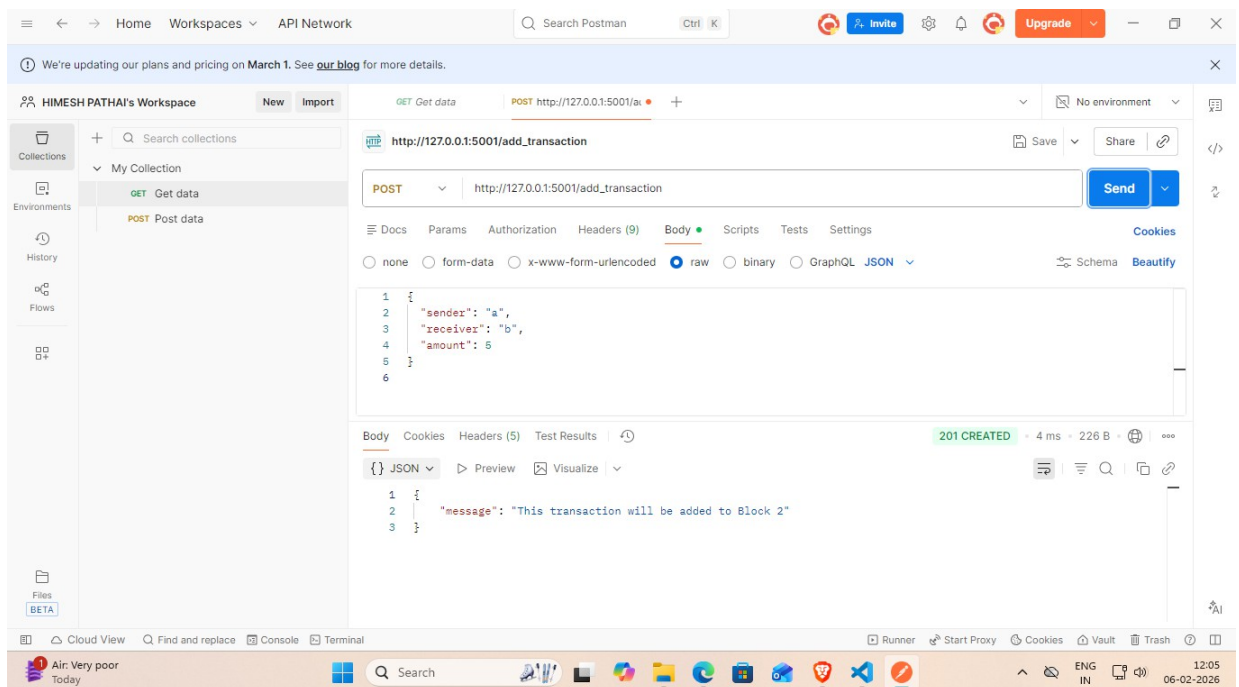 Home Workspaces API Network Search Postman Ctrl K Invite Upgrade
We're updating our plans and pricing on March 1. See our blog for more details.
HIMESH PATHAI's Workspace New Import GET Get data POST http://127.0.0.1:5001/a No environment
Collections Search collections HTTP http://127.0.0.1:5001/add_transaction Save Share
My Collection
GET Get data POST http://127.0.0.1:5001/add_transaction Send
Environments
POST Post data
Docs Params Authorization Headers (9) Body Scripts Tests Settings Cookies
History
none form-data x-www-form-urlencoded raw binary GraphQL JSON Schema Beautify
Flows
1 {
2 "sender": "a",
3 "receiver": "b",
4 "amount": 5
5 }
6
Body Cookies Headers (5) Test Results 201 CREATED 4 ms 226 B
{} JSON Preview Visualize
1 {
2 "message": "This transaction will be added to Block 2"
3 }
Files
BETA AI
Cloud View Find and replace Console Terminal Runner Start Proxy Cookies Vault Trash
1 Air: Very poor Search ENG 12:05
Today IN 06-02-2026